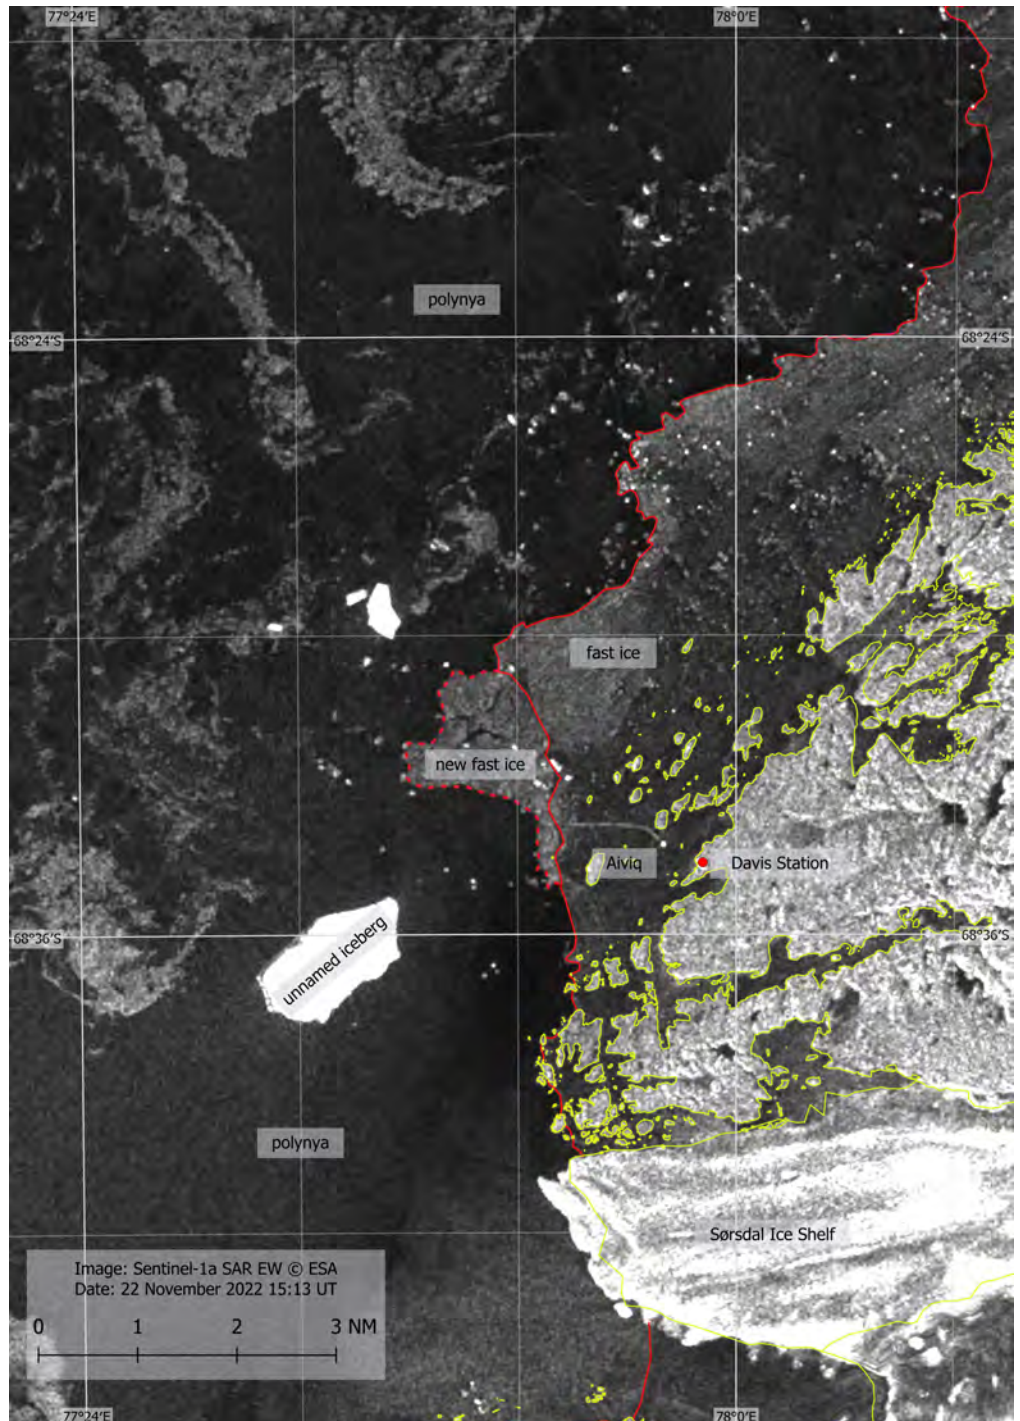 77°24′E
78°0′E
polynya
68°24′S
68°24′S
fast ice
new fast ice
Aiviq
Davis Station
68°36′S
68°36′S
unnamed iceberg
polynya
Sørsdal Ice Shelf
Image: Sentinel-1a SAR EW © ESA
Date: 22 November 2022 15:13 UT
0 1 2 3 NM
77°24′E
78°0′E